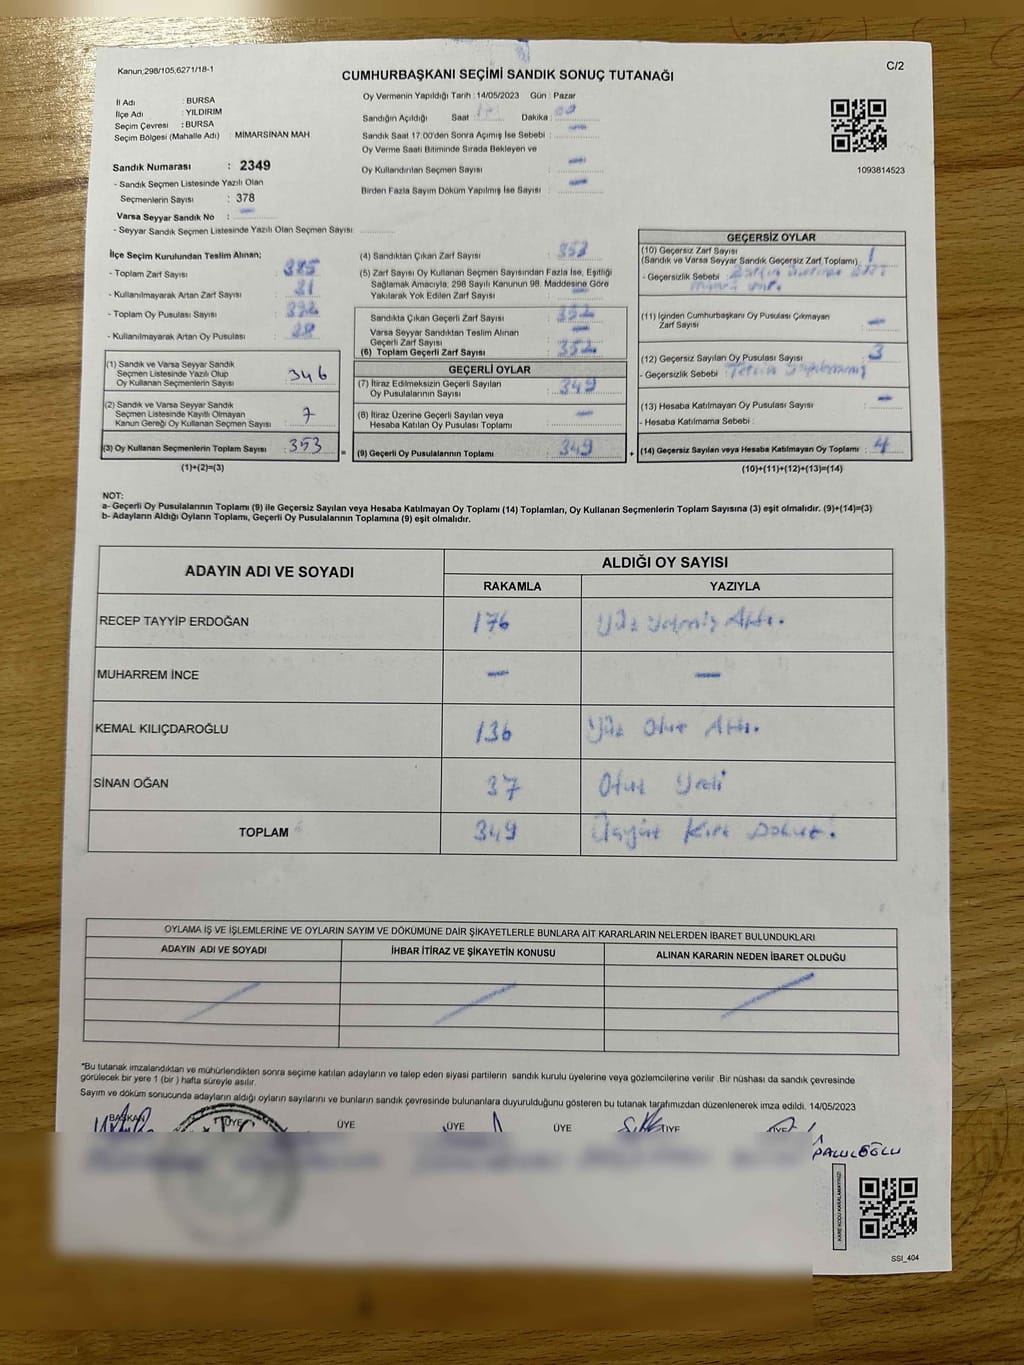 Kanun;298/105,6271/18-1
C/2
CUMHURBAŞKANI SEÇİMİ SANDIK SONUÇ TUTANAĞI
İl Adı : BURSA
İlçe Adı : YILDIRIM
Seçim Çevresi : BURSA
Seçim Bölgesi (Mahalle Adı) : MİMARSİNAN MAH
Sandık Numarası : 2349
- Sandık Seçmen Listesinde Yazılı Olan
Seçmenlerin Sayısı : 378
Varsa Seyyar Sandık No : —
- Seyyar Sandık Seçmen Listesinde Yazılı Olan Seçmen Sayısı
Oy Vermenin Yapıldığı Tarih : 14/05/2023 Gün : Pazar
Sandığın Açıldığı Saat : Dakika :
Sandık Saat 17:00'den Sonra Açımış İse Sebebi : —
Oy Verme Saati Bitiminde Sırada Bekleyen ve
Oy Kullandırılan Seçmen Sayısı : —
Birden Fazla Sayım Döküm Yapılmış İse Sayısı : —
1093814523
İlçe Seçim Kurulundan Teslim Alınan;
- Toplam Zarf Sayısı : 385
- Kullanılmayarak Artan Zarf Sayısı : 31
- Toplam Oy Pusulası Sayısı : 392
- Kullanılmayarak Artan Oy Pusulası :
(1) Sandık ve Varsa Seyyar Sandık
Seçmen Listesinde Yazılı Olup
Oy Kullanan Seçmenlerin Sayısı : 346
(2) Sandık ve Varsa Seyyar Sandık
Seçmen Listesinde Kayıtlı Olmayan
Kanun Gereği Oy Kullanan Seçmen Sayısı : 7
(3) Oy Kullanan Seçmenlerin Toplam Sayısı : 353 =
(1)+(2)=(3)
(4) Sandıktan Çıkan Zarf Sayısı : 353
(5) Zarf Sayısı Oy Kullanan Seçmen Sayısından Fazla İse, Eşitliği
Sağlamak Amacıyla, 298 Sayılı Kanunun 98. Maddesine Göre
Yakılarak Yok Edilen Zarf Sayısı : —
Sandıkta Çıkan Geçerli Zarf Sayısı : 352
Varsa Seyyar Sandıktan Teslim Alınan
Geçerli Zarf Sayısı : —
(6) Toplam Geçerli Zarf Sayısı : 352
GEÇERLİ OYLAR
(7) İtiraz Edilmeksizin Geçerli Sayılan
Oy Pusulalarının Sayısı : 349
(8) İtiraz Üzerine Geçerli Sayılan veya
Hesaba Katılan Oy Pusulası Toplamı : —
(9) Geçerli Oy Pusulalarının Toplamı : 349 +
GEÇERSİZ OYLAR
(10) Geçersiz Zarf Sayısı
(Sandık ve Varsa Seyyar Sandık Geçersiz Zarf Toplamı) : 1
- Geçersizlik Sebebi :
(11) İçinden Cumhurbaşkanı Oy Pusulası Çıkmayan
Zarf Sayısı : —
(12) Geçersiz Sayılan Oy Pusulası Sayısı : 3
- Geçersizlik Sebebi : Tercih
(13) Hesaba Katılmayan Oy Pusulası Sayısı : —
- Hesaba Katılmama Sebebi :
(14) Geçersiz Sayılan veya Hesaba Katılmayan Oy Toplamı : 4
(10)+(11)+(12)+(13)=(14)
NOT:
a- Geçerli Oy Pusulalarının Toplamı (9) ile Geçersiz Sayılan veya Hesaba Katılmayan Oy Toplamı (14) Toplamları, Oy Kullanan Seçmenlerin Toplam Sayısına (3) eşit olmalıdır. (9)+(14)=(3)
b- Adayların Aldığı Oyların Toplamı, Geçerli Oy Pusulalarının Toplamına (9) eşit olmalıdır.
ADAYIN ADI VE SOYADI
ALDIĞI OY SAYISI
RAKAMLA YAZIYLA
RECEP TAYYİP ERDOĞAN 176 Yüz Yetmiş Altı.
MUHARREM İNCE — —
KEMAL KILIÇDAROĞLU 136 Yüz Otuz Altı.
SİNAN OĞAN 37 Otuz Yedi
TOPLAM 349 Üçyüz Kırk Dokuz.
OYLAMA İŞ VE İŞLEMLERİNE VE OYLARIN SAYIM VE DÖKÜMÜNE DAİR ŞİKAYETLERLE BUNLARA AİT KARARLARIN NELERDEN İBARET BULUNDUKLARI
ADAYIN ADI VE SOYADI İHBAR İTİRAZ VE ŞİKAYETİN KONUSU ALINAN KARARIN NEDEN İBARET OLDUĞU
*Bu tutanak imzalandıktan ve mühürlendikten sonra seçime katılan adayların ve talep eden siyasi partilerin sandık kurulu üyelerine veya gözlemcilerine verilir .Bir nüshası da sandık çevresinde
görülecek bir yere 1 (bir ) hafta süreyle asılır.
Sayım ve döküm sonucunda adayların aldığı oyların sayılarını ve bunların sandık çevresinde bulunanlara duyurulduğunu gösteren bu tutanak tarafımızdan düzenlenerek imza edildi. 14/05/2023
BAŞKAN ÜYE ÜYE ÜYE ÜYE ÜYE ÜYE
SSI_404